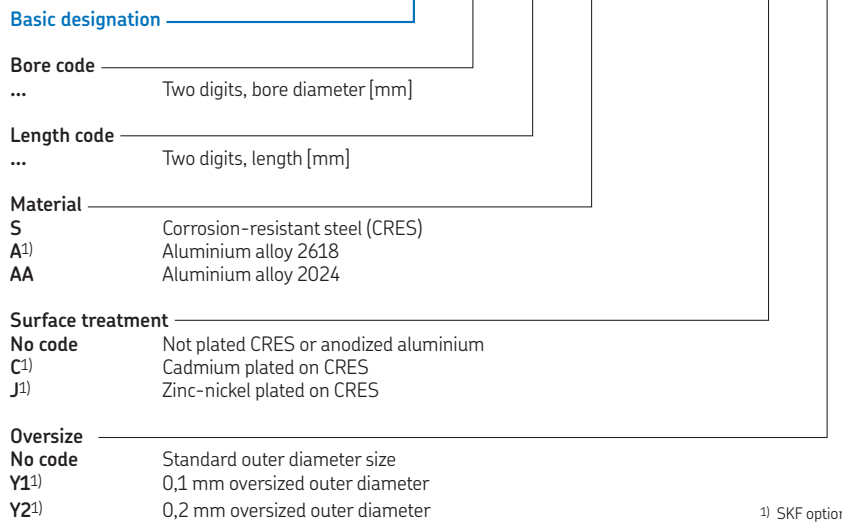 Basic designation
Bore code
... Two digits, bore diameter [mm]
Length code
... Two digits, length [mm]
Material
S Corrosion-resistant steel (CRES)
A1) Aluminium alloy 2618
AA Aluminium alloy 2024
Surface treatment
No code Not plated CRES or anodized aluminium
C1) Cadmium plated on CRES
J1) Zinc-nickel plated on CRES
Oversize
No code Standard outer diameter size
Y11) 0,1 mm oversized outer diameter
Y21) 0,2 mm oversized outer diameter
1) SKF option